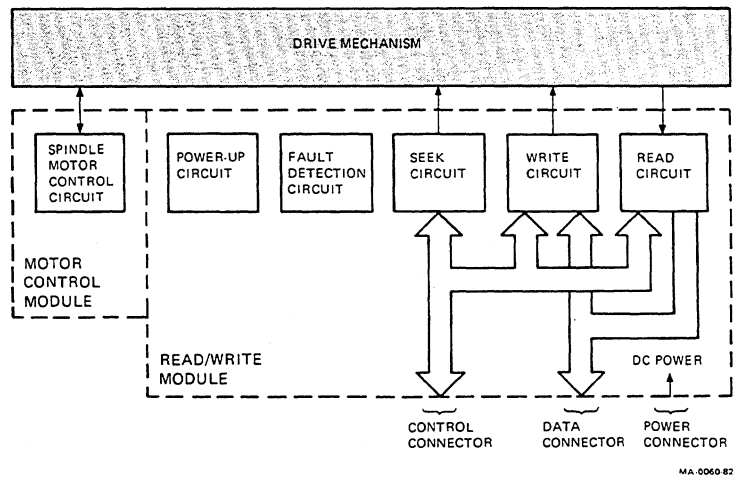 DRIVE MECHANISM
SPINDLE
MOTOR
CONTROL
CIRCUIT
POWER-UP
CIRCUIT
FAULT
DETECTION
CIRCUIT
SEEK
CIRCUIT
WRITE
CIRCUIT
READ
CIRCUIT
MOTOR
CONTROL
MODULE
READ/WRITE
MODULE
DC POWER
CONTROL
CONNECTOR
DATA
CONNECTOR
POWER
CONNECTOR
MA-0060-82